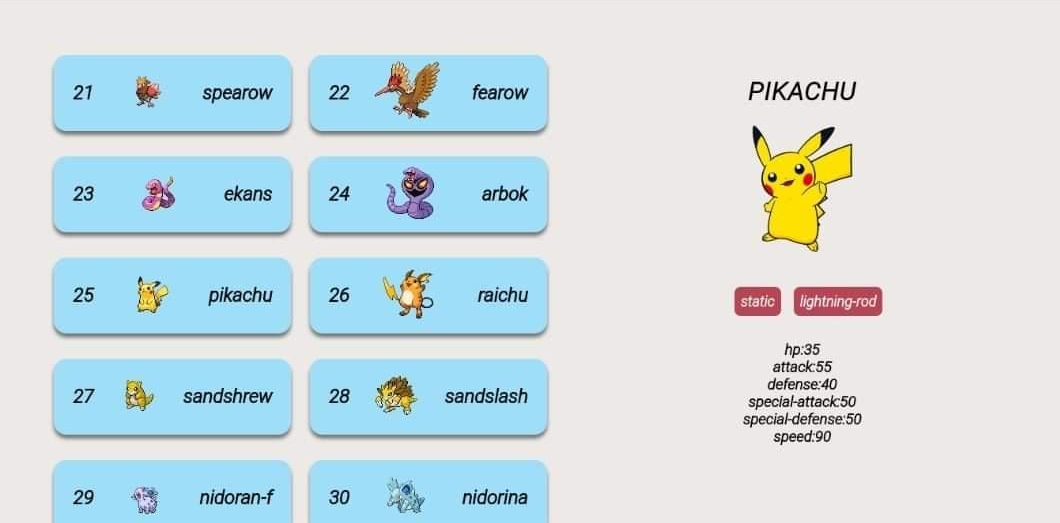 21 spearow
22 fearow
23 ekans
24 arbok
25 pikachu
26 raichu
27 sandshrew
28 sandslash
29 nidoran-f
30 nidorina
PIKACHU
static lightning-rod
hp:35
attack:55
defense:40
special-attack:50
special-defense:50
speed:90